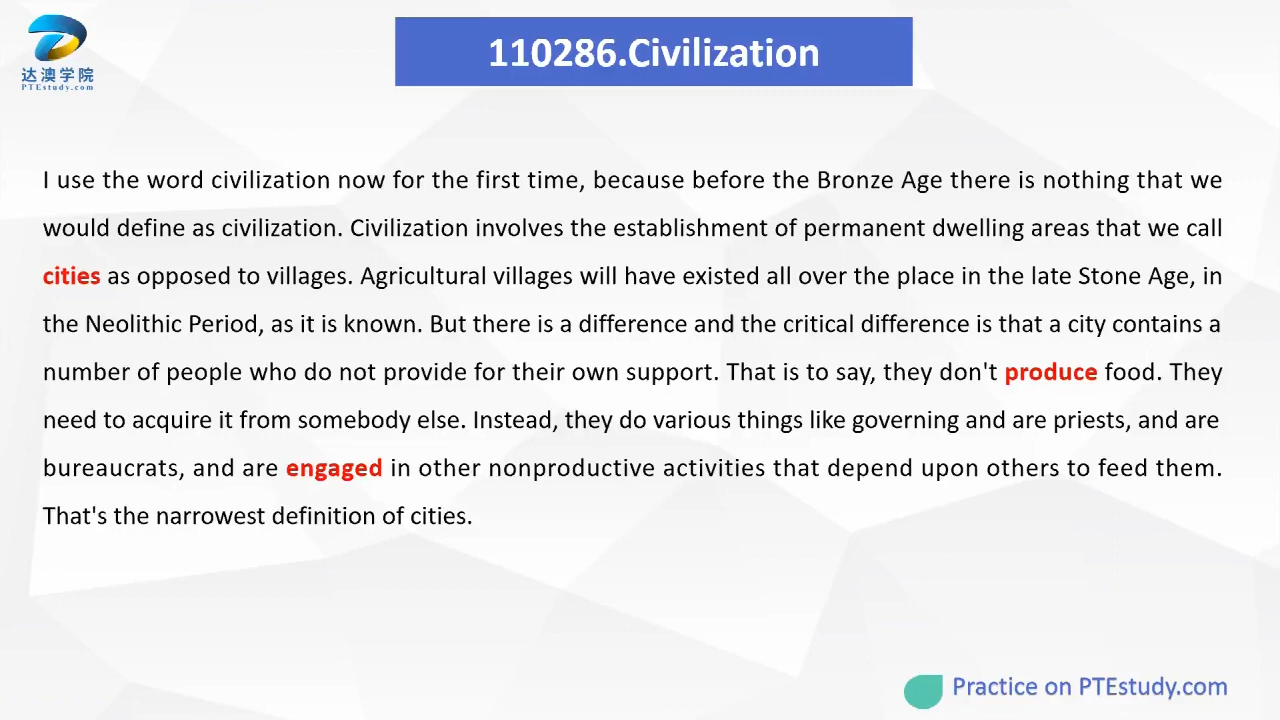 达澳学院
PTEstudy.com
110286.Civilization
I use the word civilization now for the first time, because before the Bronze Age there is nothing that we
would define as civilization. Civilization involves the establishment of permanent dwelling areas that we call
cities as opposed to villages. Agricultural villages will have existed all over the place in the late Stone Age, in
the Neolithic Period, as it is known. But there is a difference and the critical difference is that a city contains a
number of people who do not provide for their own support. That is to say, they don't produce food. They
need to acquire it from somebody else. Instead, they do various things like governing and are priests, and are
bureaucrats, and are engaged in other nonproductive activities that depend upon others to feed them.
That's the narrowest definition of cities.
Practice on PTEstudy.com